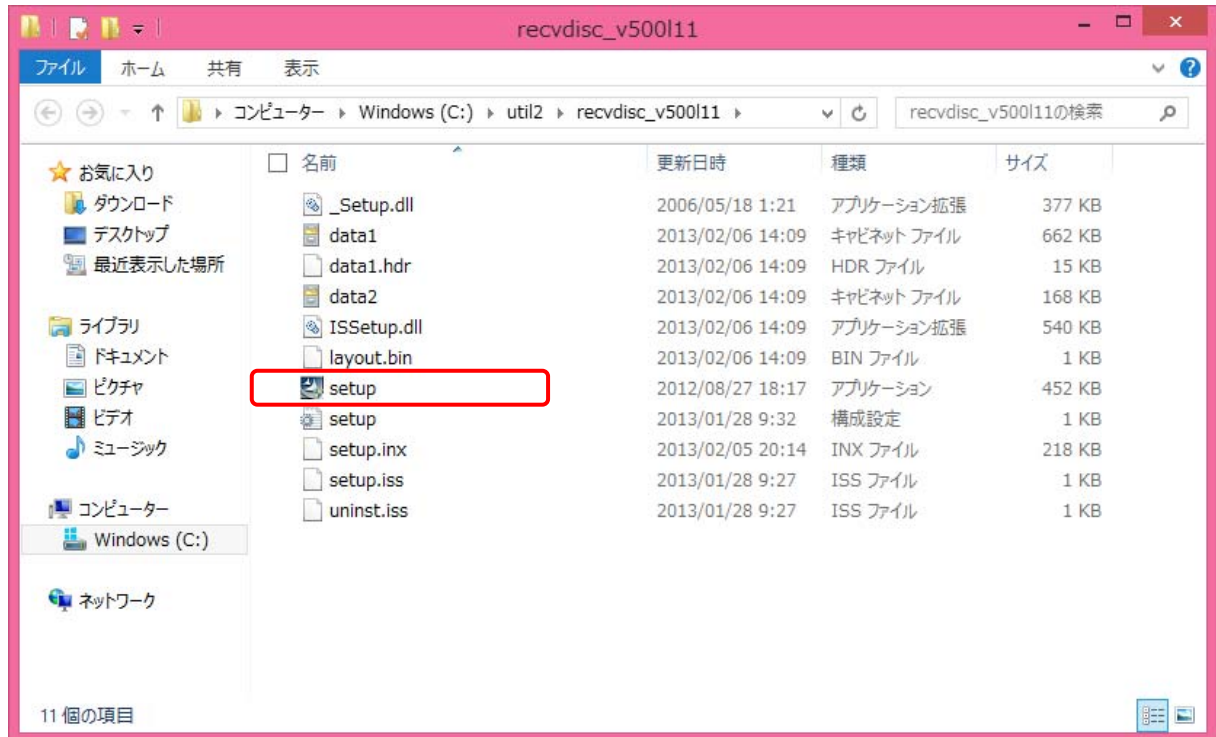 recvdisc_v500l11
ファイル ホーム 共有 表示
コンピューター Windows (C:) util2 recvdisc_v500l11 recvdisc_v500l11の検索
お気に入り
ダウンロード
デスクトップ
最近表示した場所
ライブラリ
ドキュメント
ピクチャ
ビデオ
ミュージック
コンピューター
Windows (C:)
ネットワーク
名前 更新日時 種類 サイズ
_Setup.dll 2006/05/18 1:21 アプリケーション拡張 377 KB
data1 2013/02/06 14:09 キャビネット ファイル 662 KB
data1.hdr 2013/02/06 14:09 HDR ファイル 15 KB
data2 2013/02/06 14:09 キャビネット ファイル 168 KB
ISSetup.dll 2013/02/06 14:09 アプリケーション拡張 540 KB
layout.bin 2013/02/06 14:09 BIN ファイル 1 KB
setup 2012/08/27 18:17 アプリケーション 452 KB
setup 2013/01/28 9:32 構成設定 1 KB
setup.inx 2013/02/05 20:14 INX ファイル 218 KB
setup.iss 2013/01/28 9:27 ISS ファイル 1 KB
uninst.iss 2013/01/28 9:27 ISS ファイル 1 KB
11 個の項目